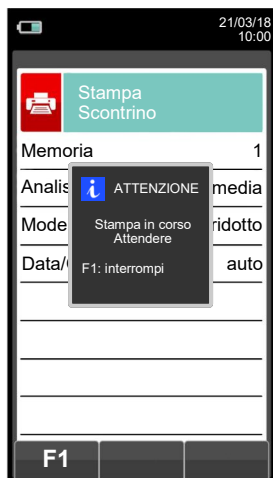 21/03/18
10:00
Stampa
Scontrino
Memoria 1
Analis media
Mode ridotto
Data/ auto
i ATTENZIONE
Stampa in corso
Attendere
F1: interrompi
F1